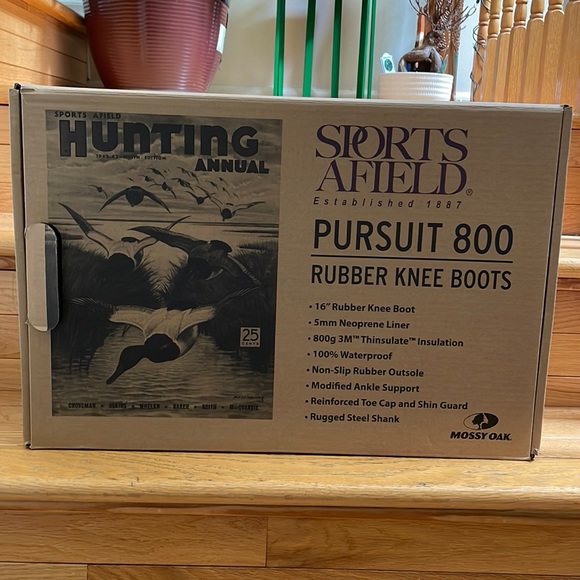 SPORTS AFIELD
HUNTING
ANNUAL
25
CENTS
SPORTS
AFIELD®
Established 1887
PURSUIT 800
RUBBER KNEE BOOTS
• 16" Rubber Knee Boot
• 5mm Neoprene Liner
• 800g 3M™ Thinsulate™ Insulation
• 100% Waterproof
• Non-Slip Rubber Outsole
• Modified Ankle Support
• Reinforced Toe Cap and Shin Guard
• Rugged Steel Shank
MOSSY OAK.